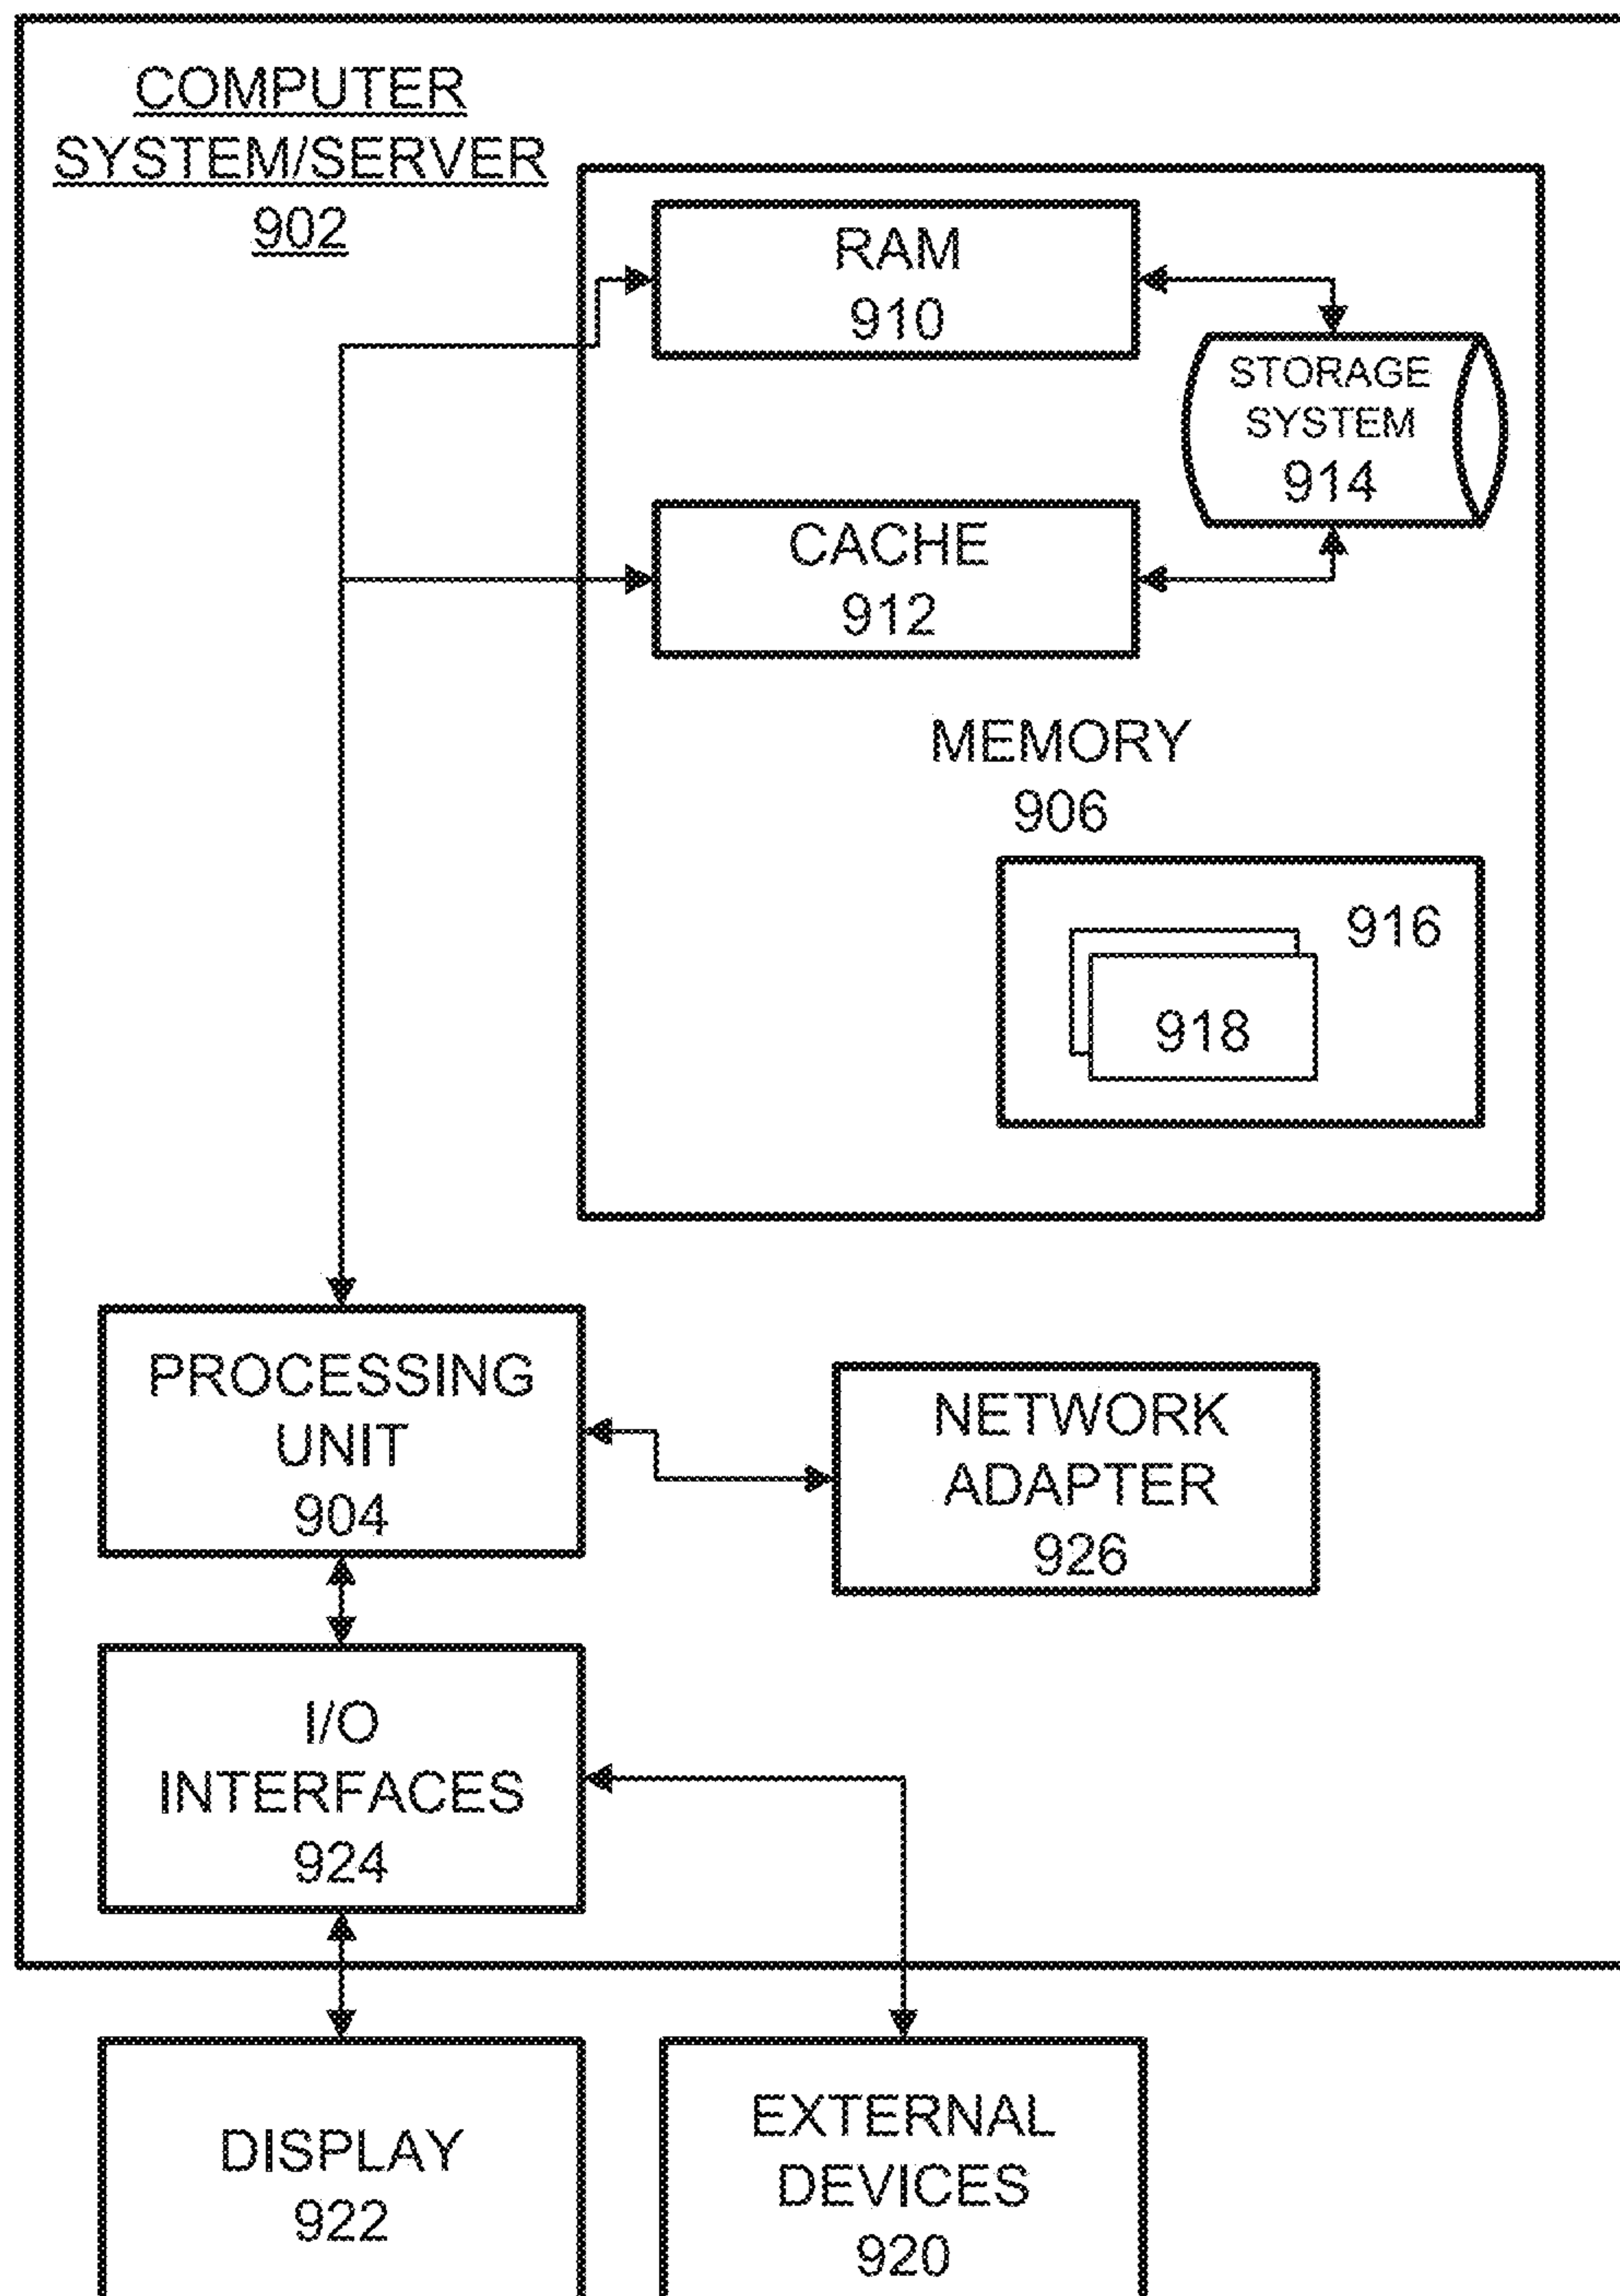 COMPUTER
SYSTEM/SERVER
902
RAM
910
STORAGE
SYSTEM
914
CACHE
912
MEMORY
906
916
918
PROCESSING
UNIT
904
NETWORK
ADAPTER
926
I/O
INTERFACES
924
DISPLAY
922
EXTERNAL
DEVICES
920